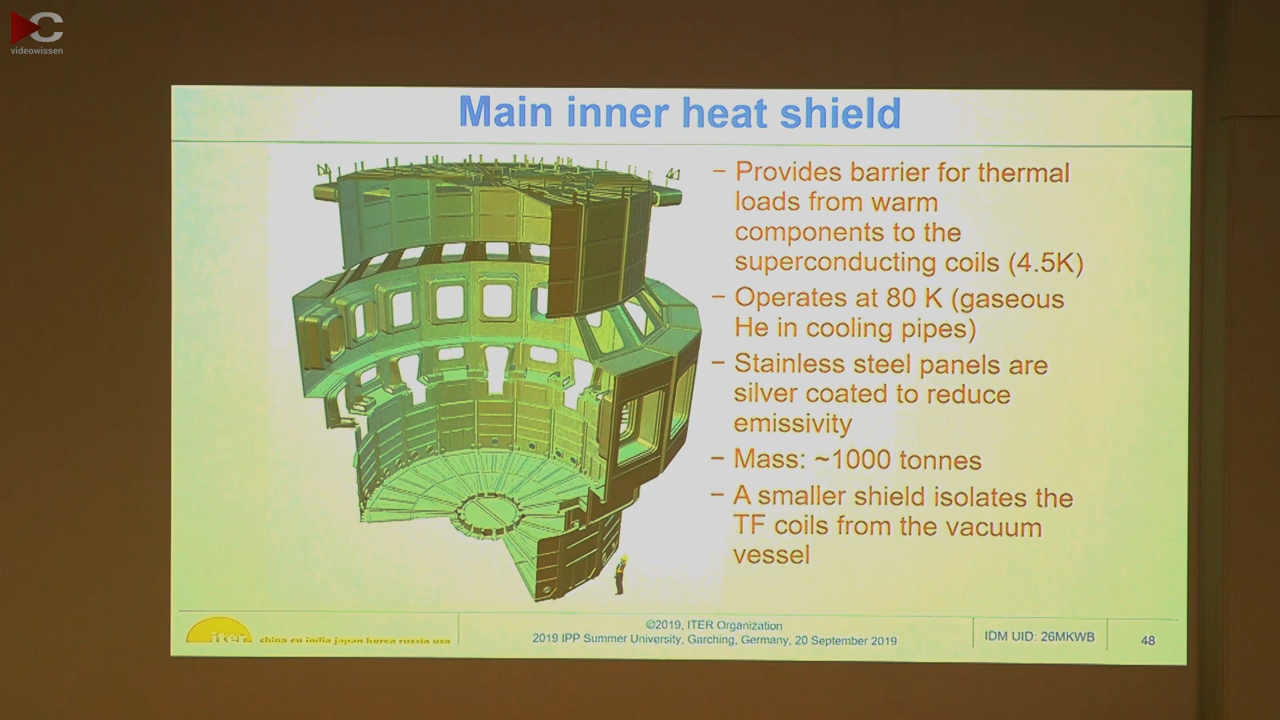 videowissen
Main inner heat shield
– Provides barrier for thermal
loads from warm
components to the
superconducting coils (4.5K)
– Operates at 80 K (gaseous
He in cooling pipes)
– Stainless steel panels are
silver coated to reduce
emissivity
– Mass: ~1000 tonnes
– A smaller shield isolates the
TF coils from the vacuum
vessel
iter
china eu india japan korea russia usa
©2019, ITER Organization
2019 IPP Summer University, Garching, Germany, 20 September 2019
IDM UID: 26MKWB
48